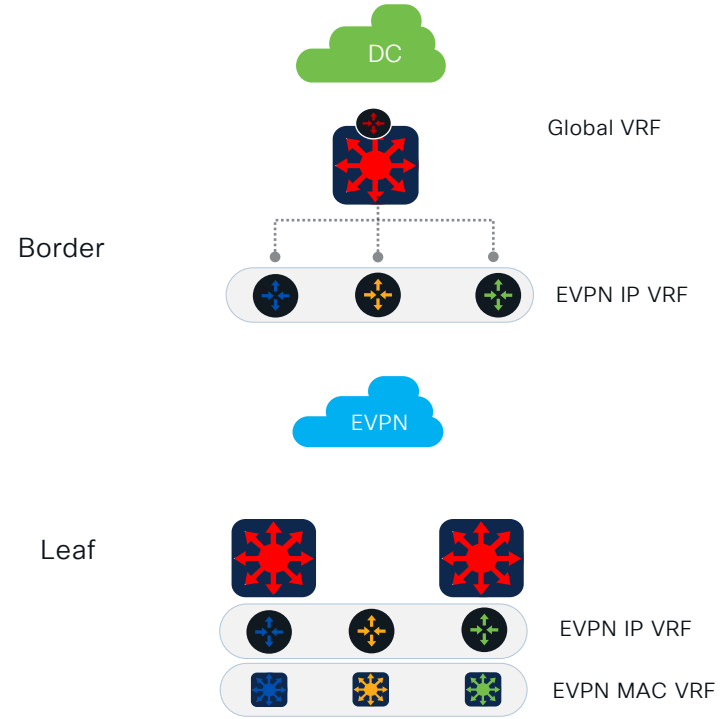 DC
Global VRF
Border
EVPN IP VRF
EVPN
Leaf
EVPN IP VRF
EVPN MAC VRF